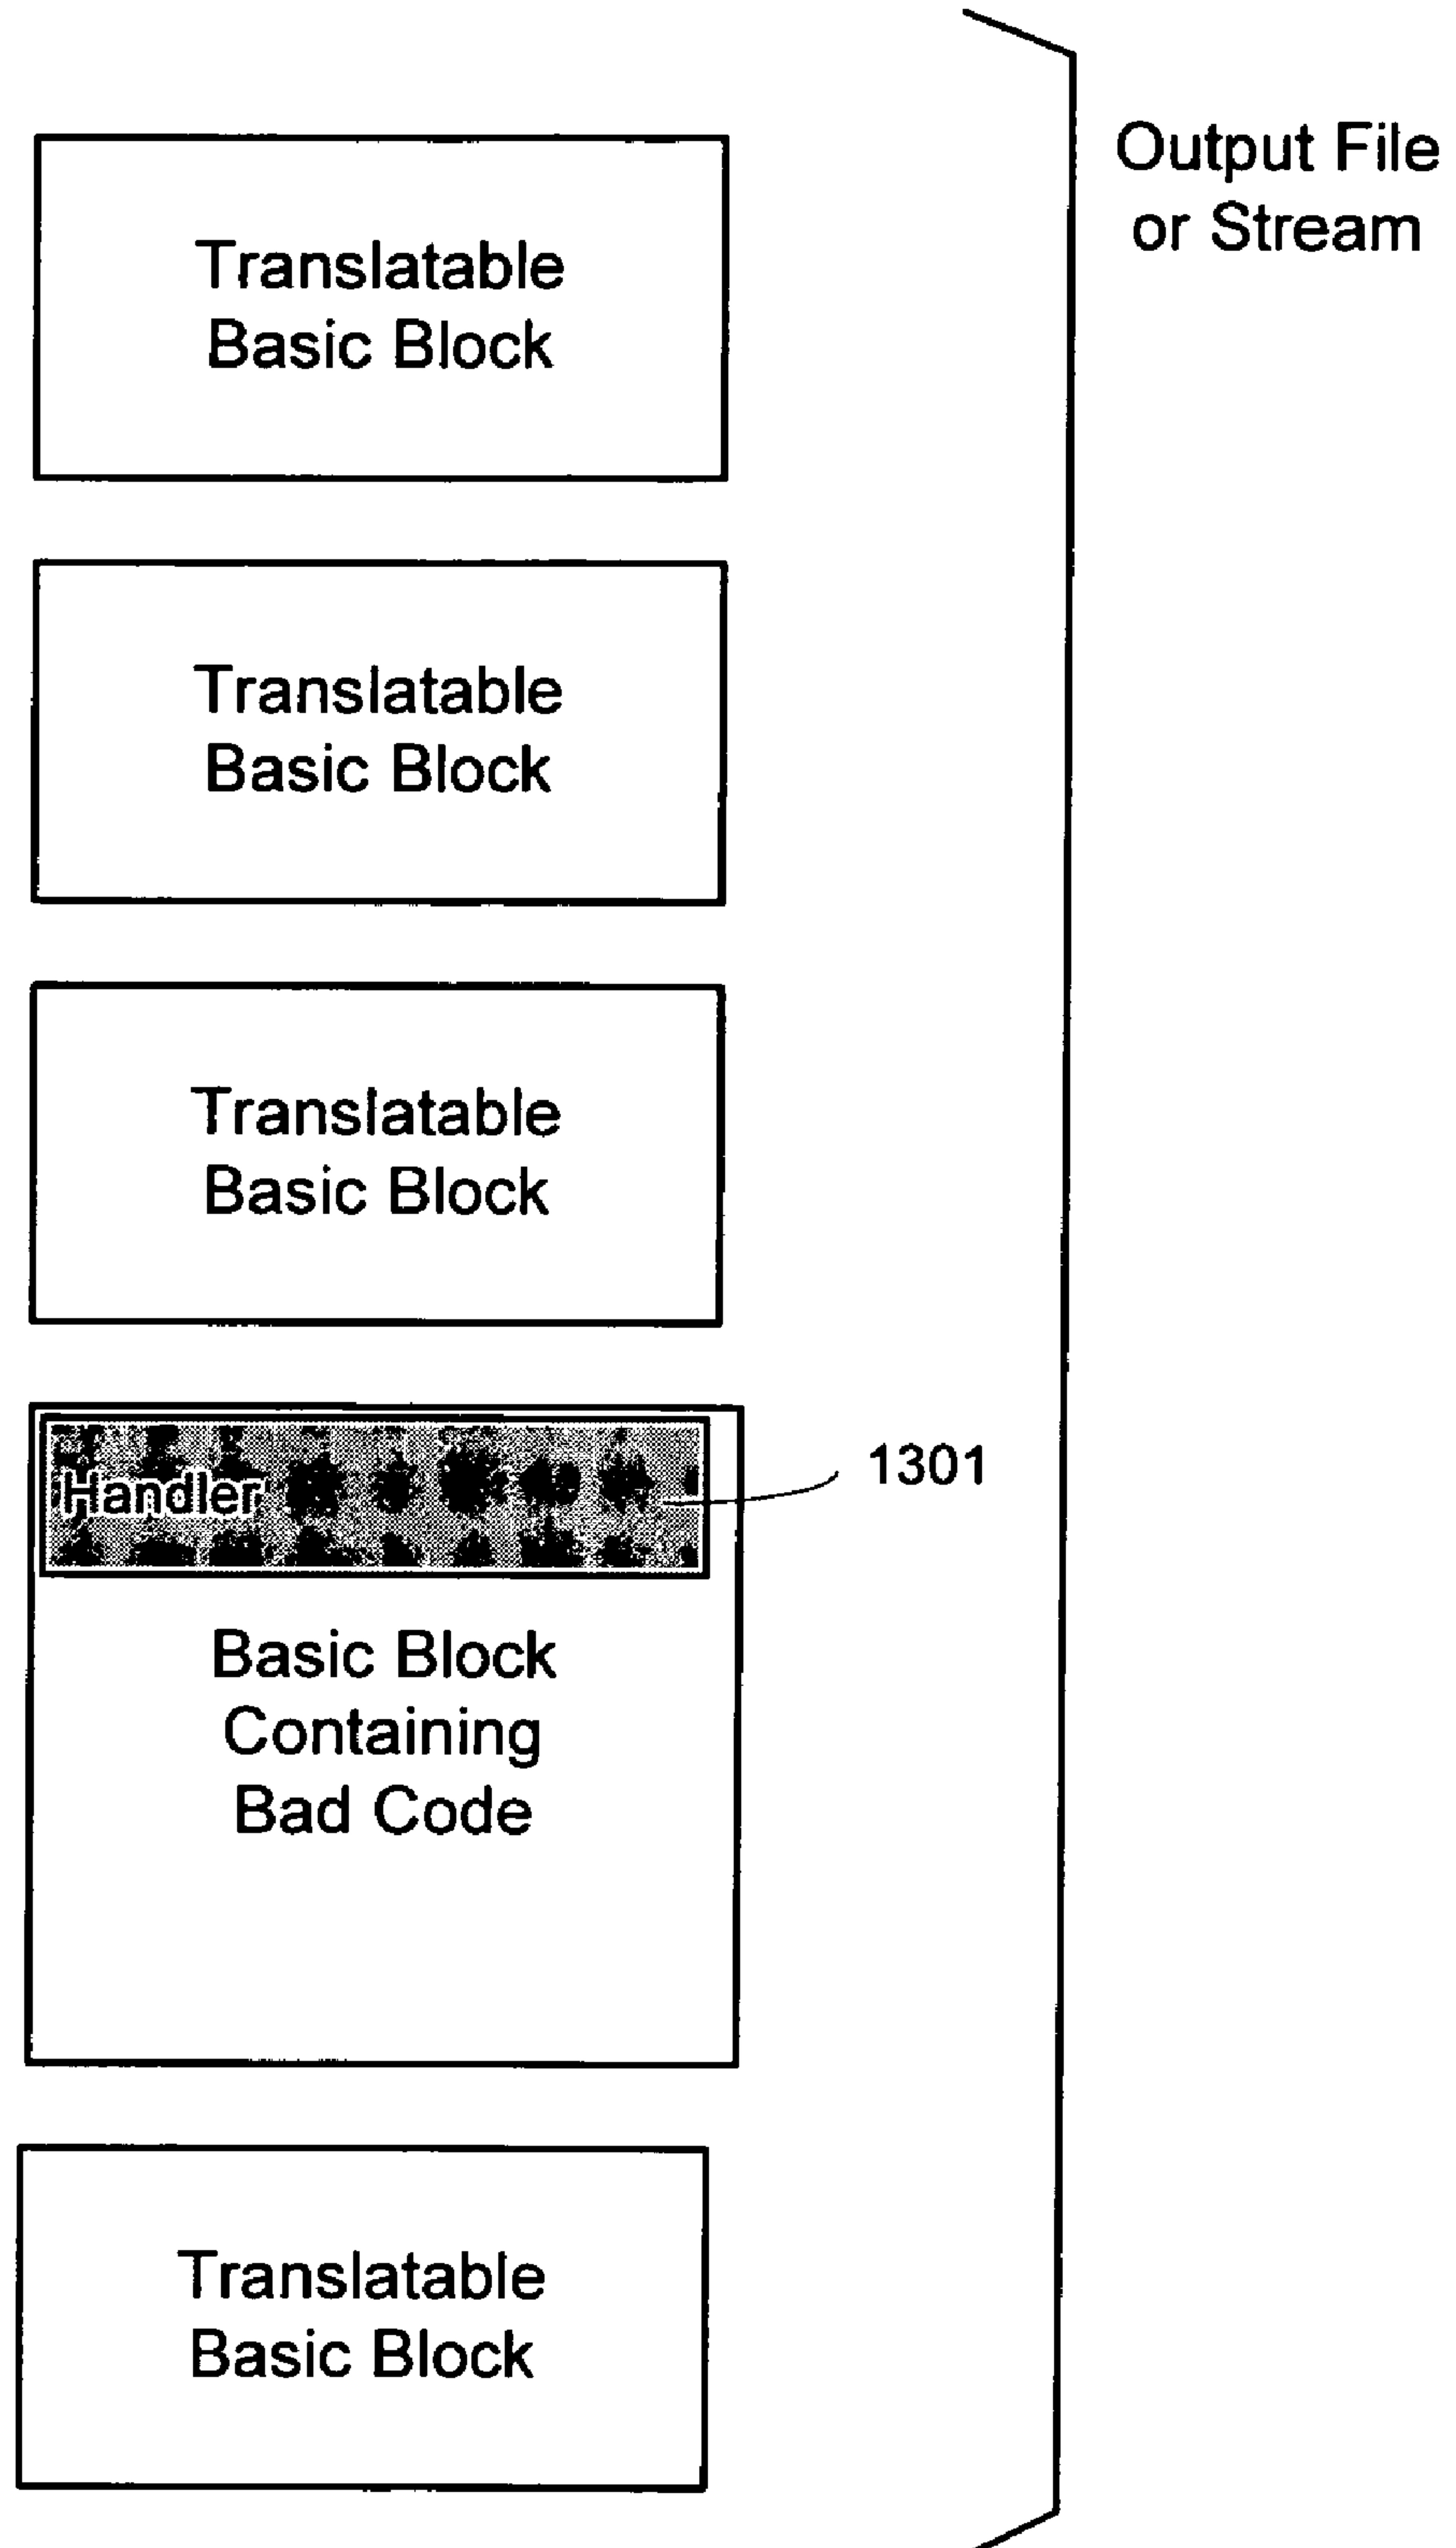 Output File
or Stream
Translatable
Basic Block
Translatable
Basic Block
Translatable
Basic Block
Handler
1301
Basic Block
Containing
Bad Code
Translatable
Basic Block